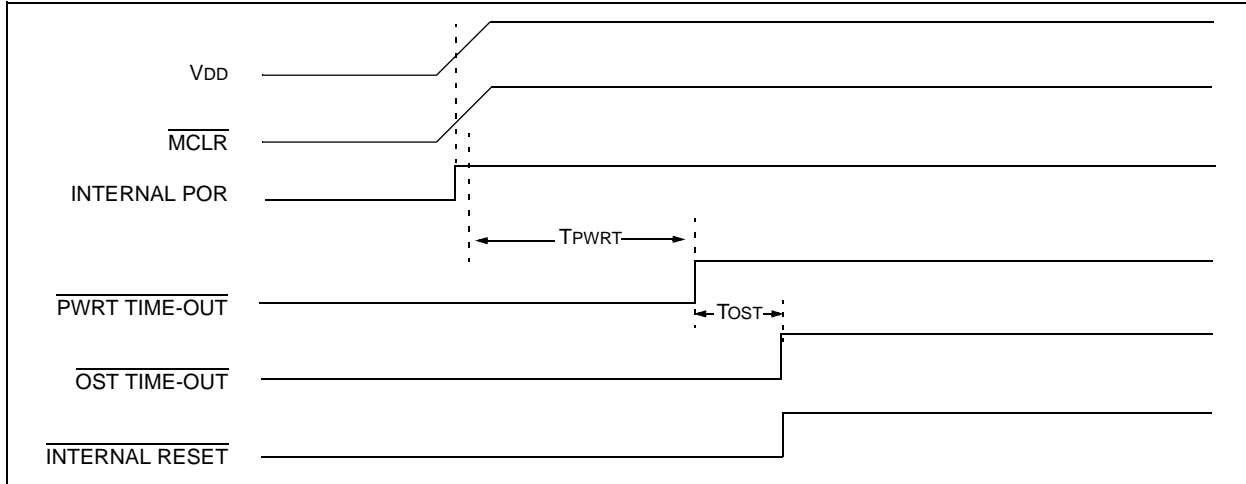 VDD
MCLR
INTERNAL POR
TPWRT
PWRT TIME-OUT
TOST
OST TIME-OUT
INTERNAL RESET